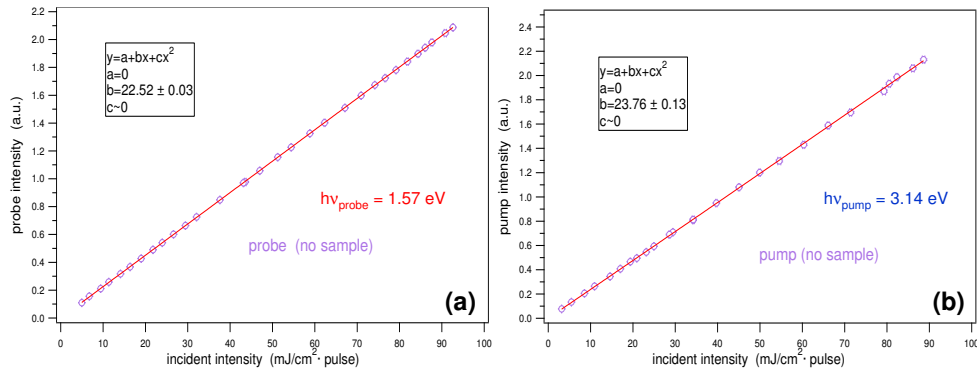 probe intensity (a.u.)
2.2
2.0
1.8
1.6
1.4
1.2
1.0
0.8
0.6
0.4
0.2
0.0
y=a+bx+cx²
a=0
b=22.52 ± 0.03
c~0
hν_probe = 1.57 eV
probe (no sample)
(a)
0 10 20 30 40 50 60 70 80 90 100
incident intensity (mJ/cm²· pulse)
pump intensity (a.u.)
2.4
2.2
2.0
1.8
1.6
1.4
1.2
1.0
0.8
0.6
0.4
0.2
0.0
y=a+bx+cx²
a=0
b=23.76 ± 0.13
c~0
hν_pump = 3.14 eV
pump (no sample)
(b)
0 10 20 30 40 50 60 70 80 90 100
incident intensity (mJ/cm²· pulse)